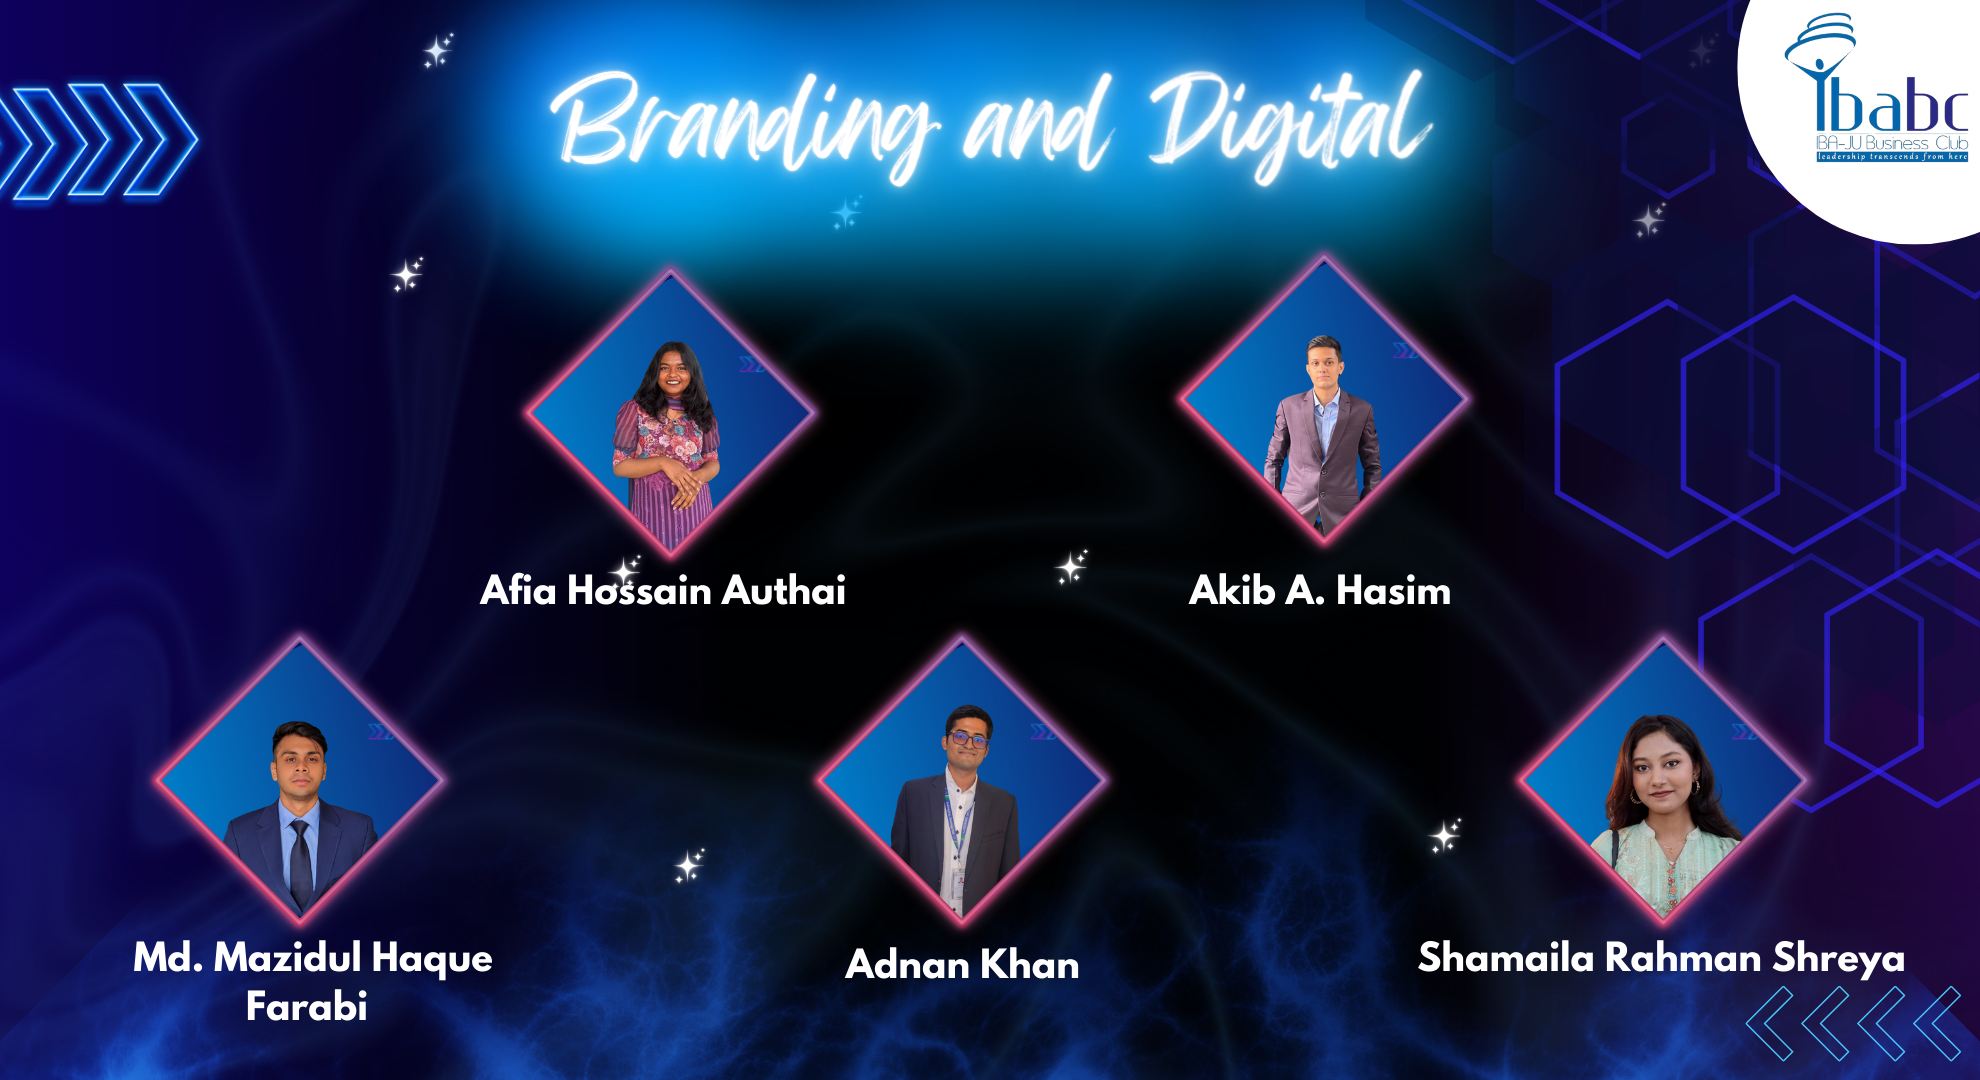 Branding and Digital
ibabc
IBA-JU Business Club
leadership transcends from here
Afia Hossain Authai
Akib A. Hasim
Md. Mazidul Haque
Farabi
Adnan Khan
Shamaila Rahman Shreya